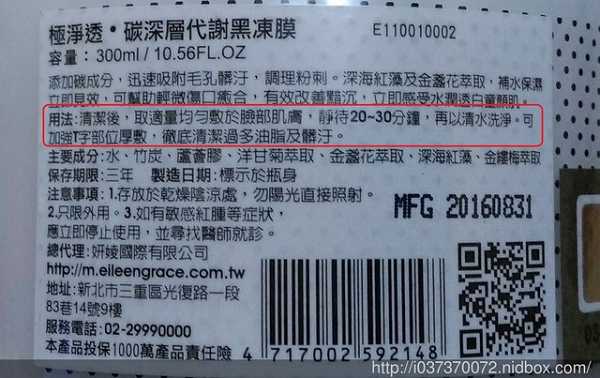 極淨透・碳深層代謝黑凍膜
E110010002
容量：300ml / 10.56FL.OZ
添加碳成分，迅速吸附毛孔髒汙，調理粉刺。深海紅藻及金盞花萃取，補水保濕
立即見效，可幫助輕微傷口癒合，有效改善黯沉，立即感受水潤透白童顏肌。
用法：清潔後，取適量均勻敷於臉部肌膚，靜待20~30分鐘，再以清水洗淨。可
加強T字部位厚敷，徹底清潔過多油脂及髒汙。
主要成分：水、竹炭、蘆薈膠、洋甘菊萃取、金盞花萃取、深海紅藻、金縷梅萃取
保存期限：三年 製造日期：標示於瓶身
注意事項：1.存放於乾燥陰涼處，勿陽光直接照射。
2.只限外用。3.如有敏感紅腫等症狀，
應立即停止使用，並尋找醫師就診。
MFG 20160831
總代理：妍綾國際有限公司
http://m.eileengrace.com.tw
地址：新北市三重區光復路一段
83巷14號9樓
服務電話：02-29990000
本產品投保1000萬產品責任險
4 717002 592148
http://i037370072.nidbox.com